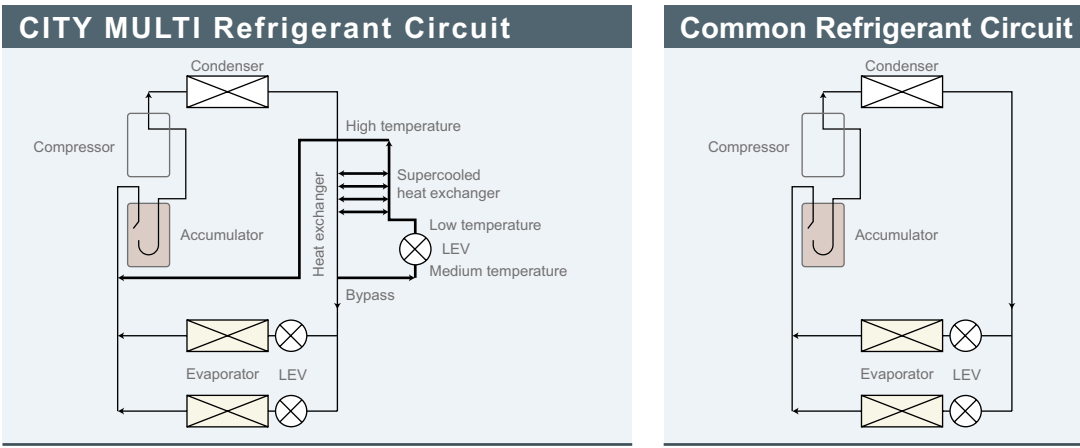 CITY MULTI Refrigerant Circuit
Condenser
High temperature
Compressor
Supercooled
heat exchanger
Heat exchanger
Low temperature
Accumulator
LEV
Medium temperature
Bypass
Evaporator LEV
Common Refrigerant Circuit
Condenser
Compressor
Accumulator
Evaporator LEV